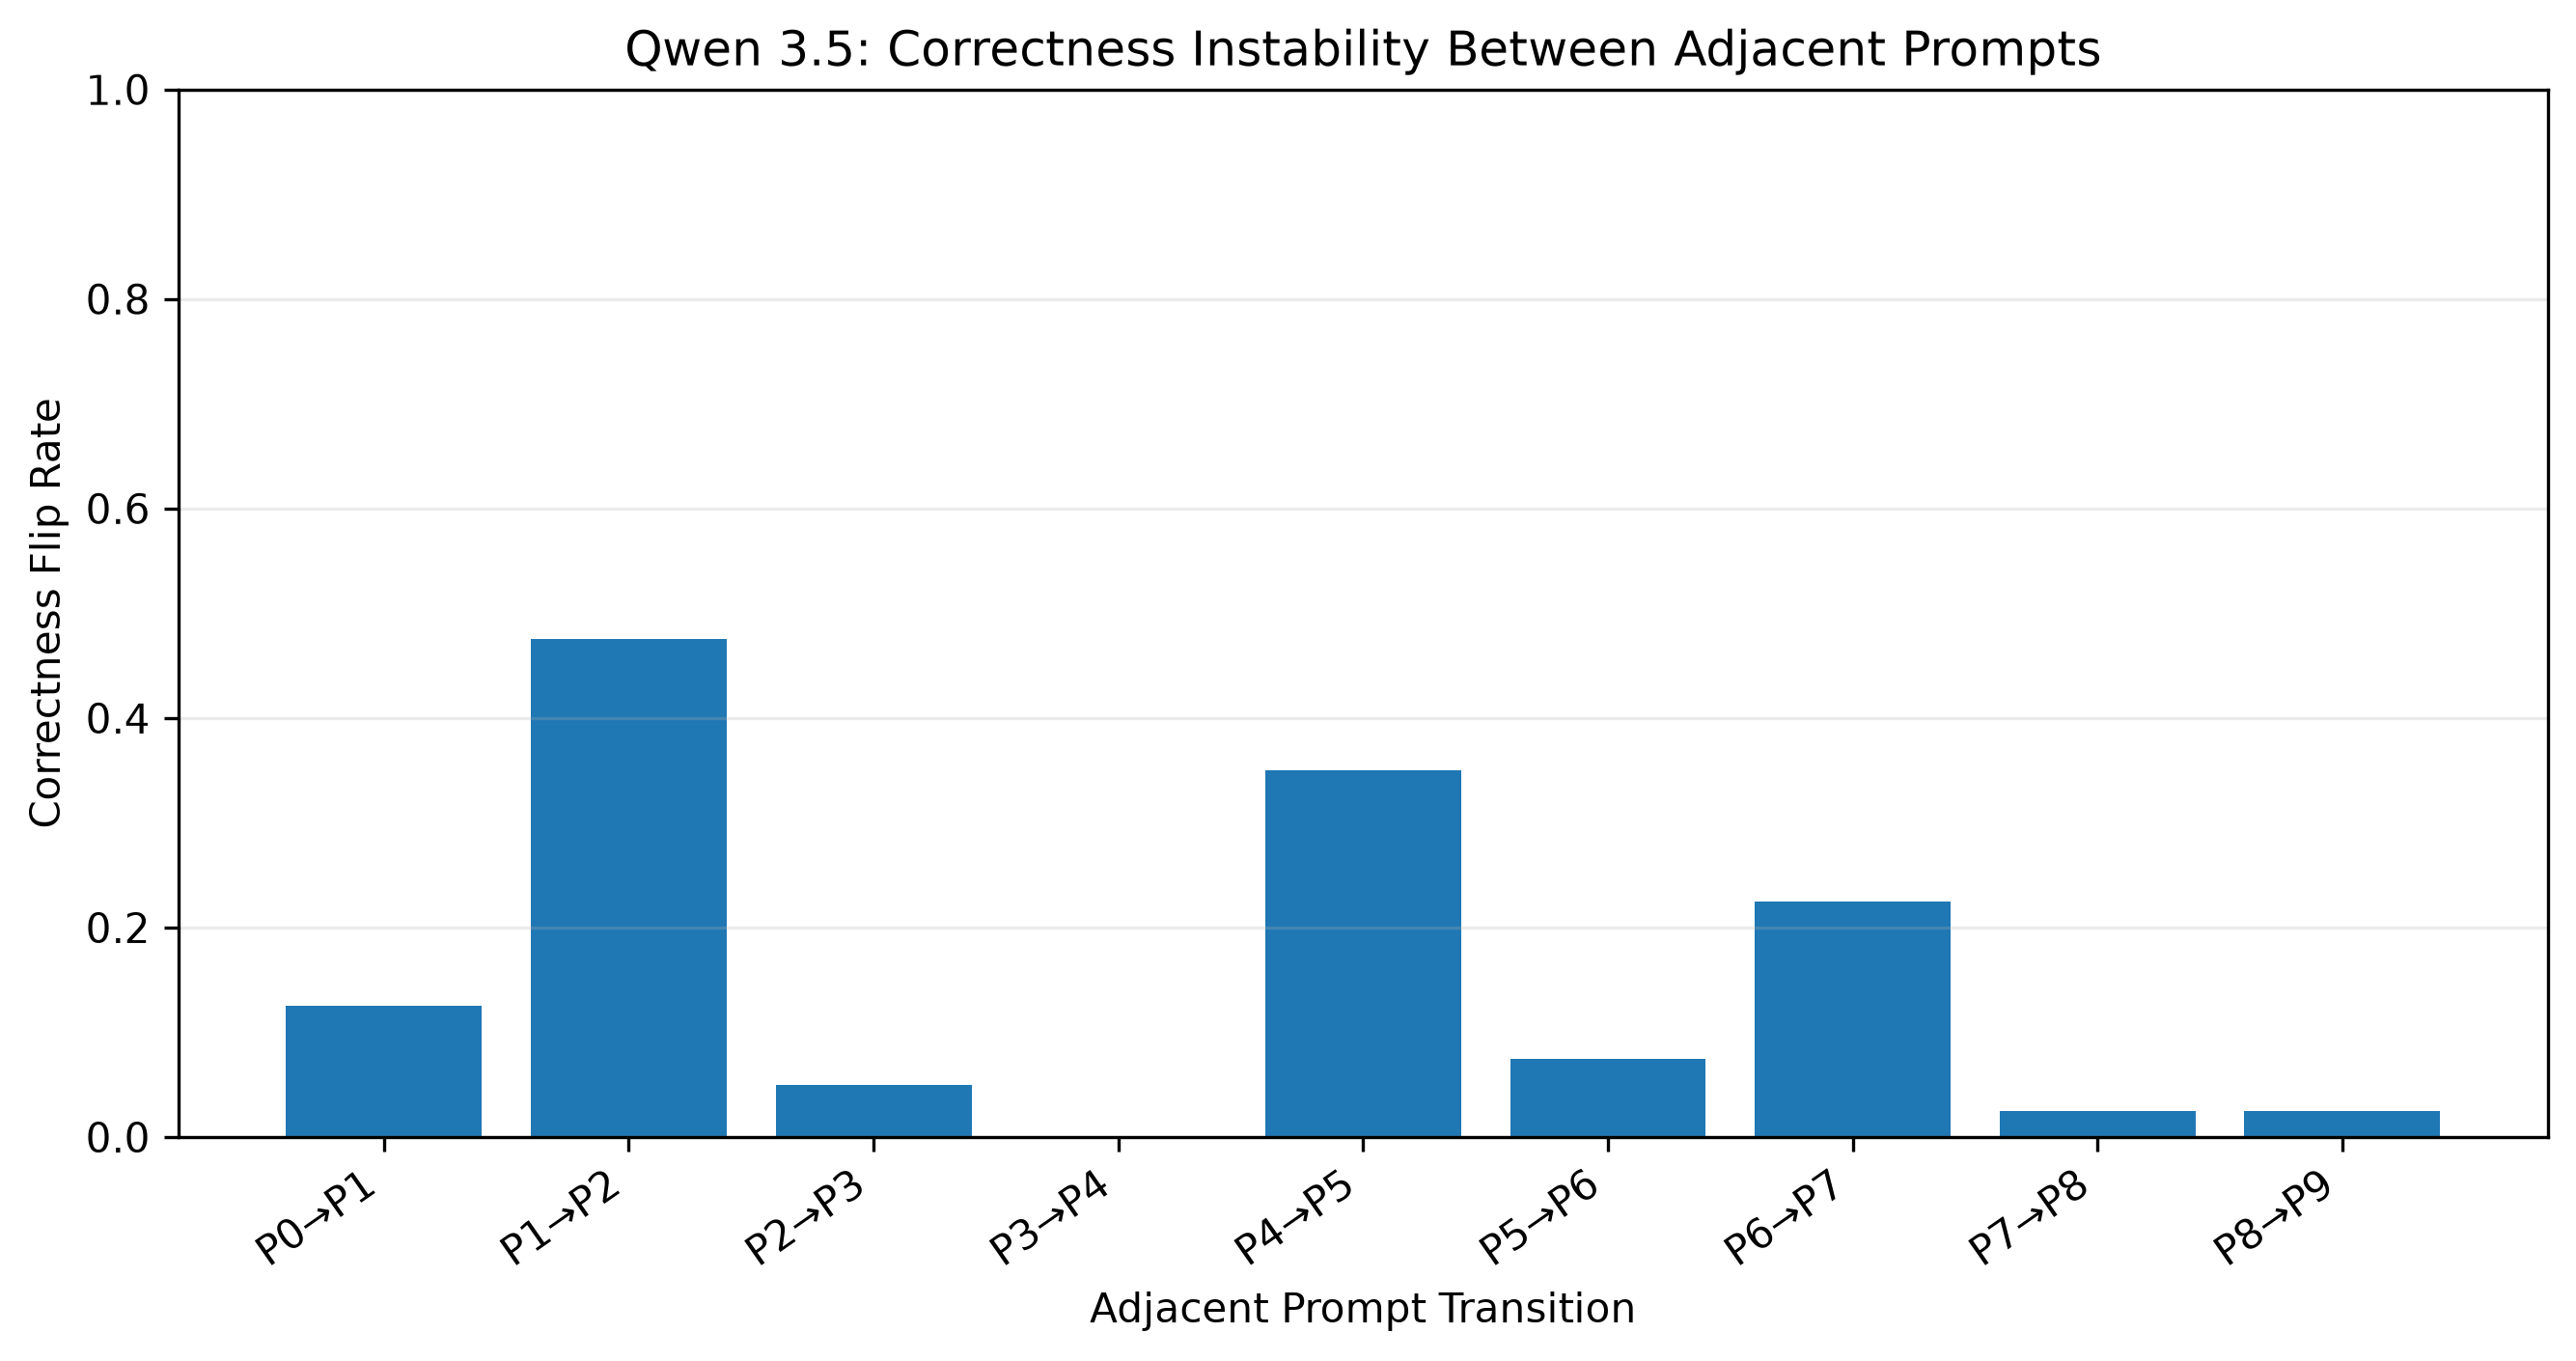 Qwen 3.5: Correctness Instability Between Adjacent Prompts
Correctness Flip Rate
1.0
0.8
0.6
0.4
0.2
0.0
P0→P1
P1→P2
P2→P3
P3→P4
P4→P5
P5→P6
P6→P7
P7→P8
P8→P9
Adjacent Prompt Transition